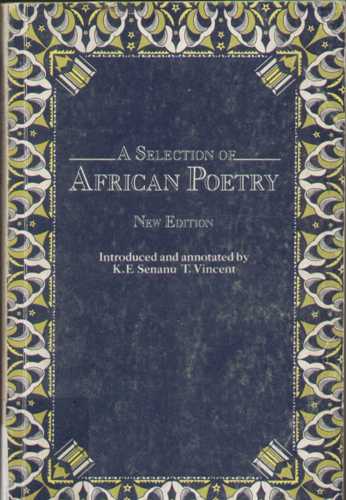 A SELECTION OF
AFRICAN POETRY
NEW EDITION
Introduced and annotated by
K.E Senanu T. Vincent